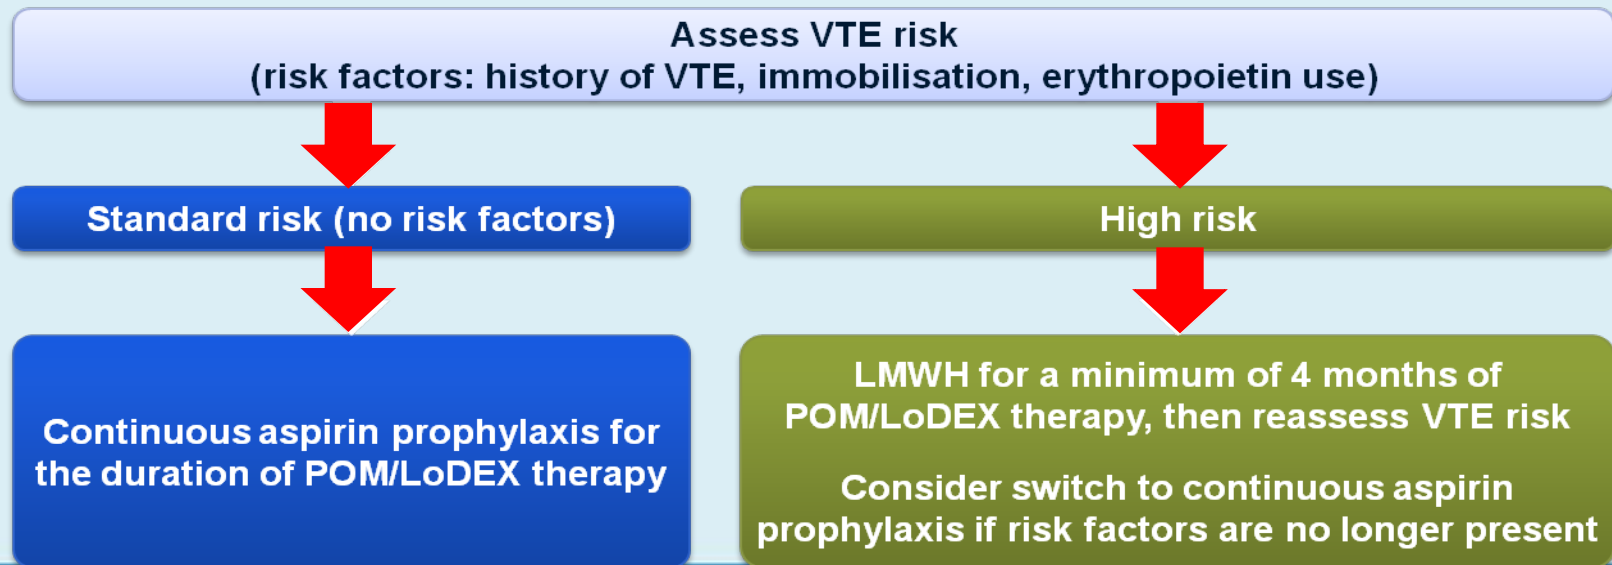 Assess VTE risk
(risk factors: history of VTE, immobilisation, erythropoietin use)
Standard risk (no risk factors)
High risk
Continuous aspirin prophylaxis for
the duration of POM/LoDEX therapy
LMWH for a minimum of 4 months of
POM/LoDEX therapy, then reassess VTE risk
Consider switch to continuous aspirin
prophylaxis if risk factors are no longer present